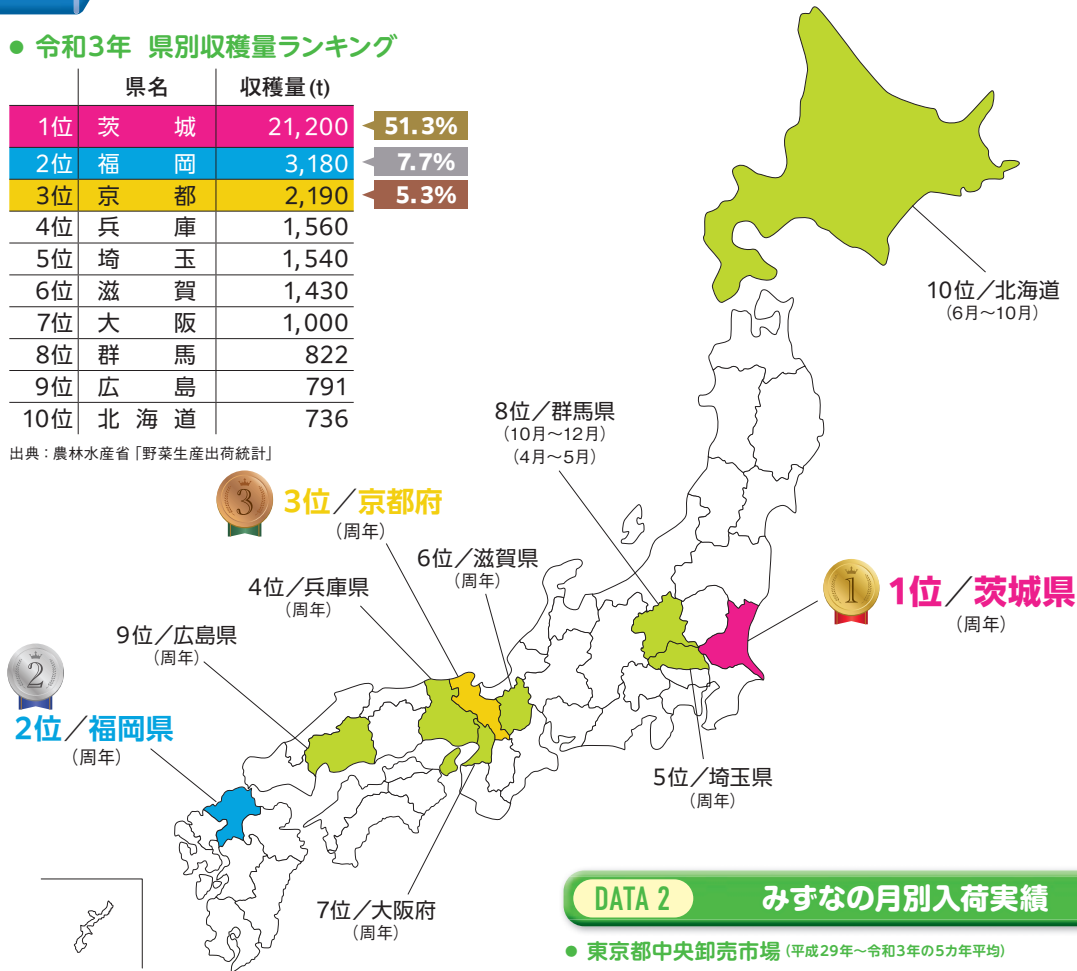 ● 令和3年 県別収穫量ランキング
県名 収穫量(t)
1位 茨城 21,200 51.3%
2位 福岡 3,180 7.7%
3位 京都 2,190 5.3%
4位 兵庫 1,560
5位 埼玉 1,540
6位 滋賀 1,430
7位 大阪 1,000
8位 群馬 822
9位 広島 791
10位 北海道 736
出典：農林水産省「野菜生産出荷統計」
10位／北海道
(6月〜10月)
8位／群馬県
(10月〜12月)
(4月〜5月)
3
3位／京都府
(周年)
6位／滋賀県
(周年)
4位／兵庫県
(周年)
1
1位／茨城県
(周年)
9位／広島県
(周年)
2
2位／福岡県
(周年)
5位／埼玉県
(周年)
7位／大阪府
(周年)
DATA 2 みずなの月別入荷実績
● 東京都中央卸売市場 (平成29年〜令和3年の5カ年平均)